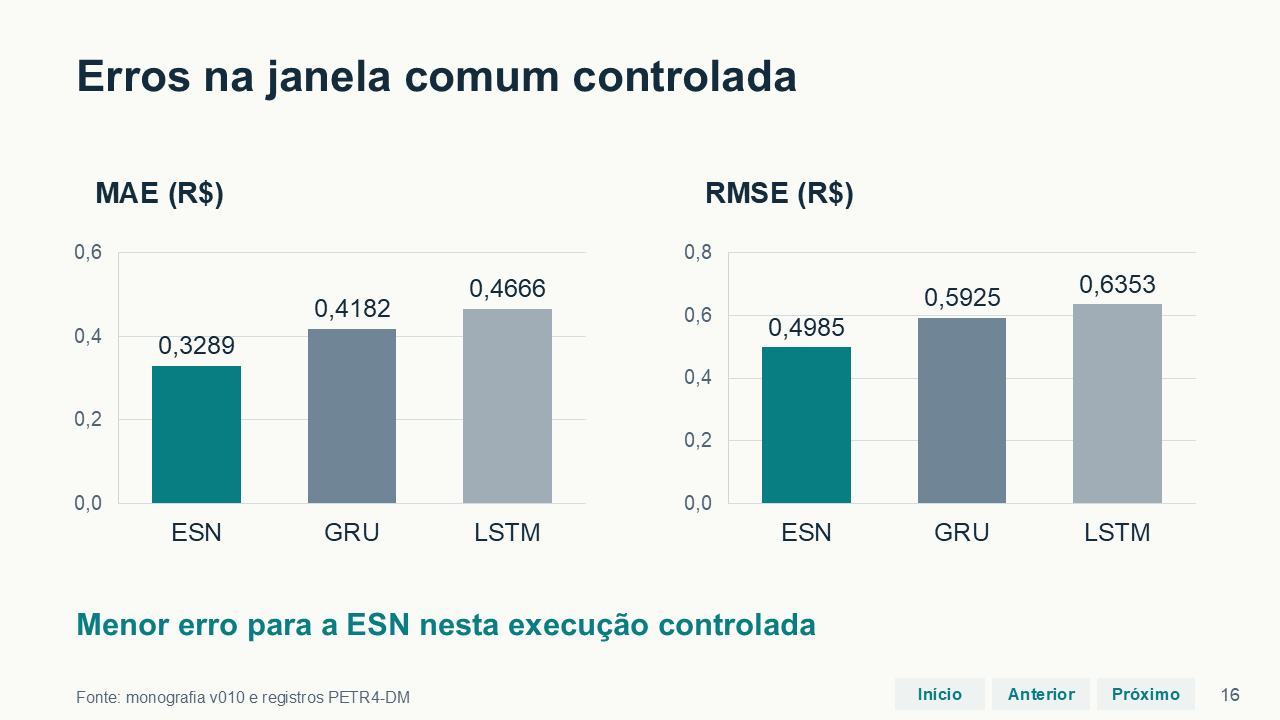 Erros na janela comum controlada
MAE (R$)
0,6
0,4
0,2
0,0
0,3289
0,4182
0,4666
ESN
GRU
LSTM
RMSE (R$)
0,8
0,6
0,4
0,2
0,0
0,4985
0,5925
0,6353
ESN
GRU
LSTM
Menor erro para a ESN nesta execução controlada
Fonte: monografia v010 e registros PETR4-DM
Início
Anterior
Próximo
16